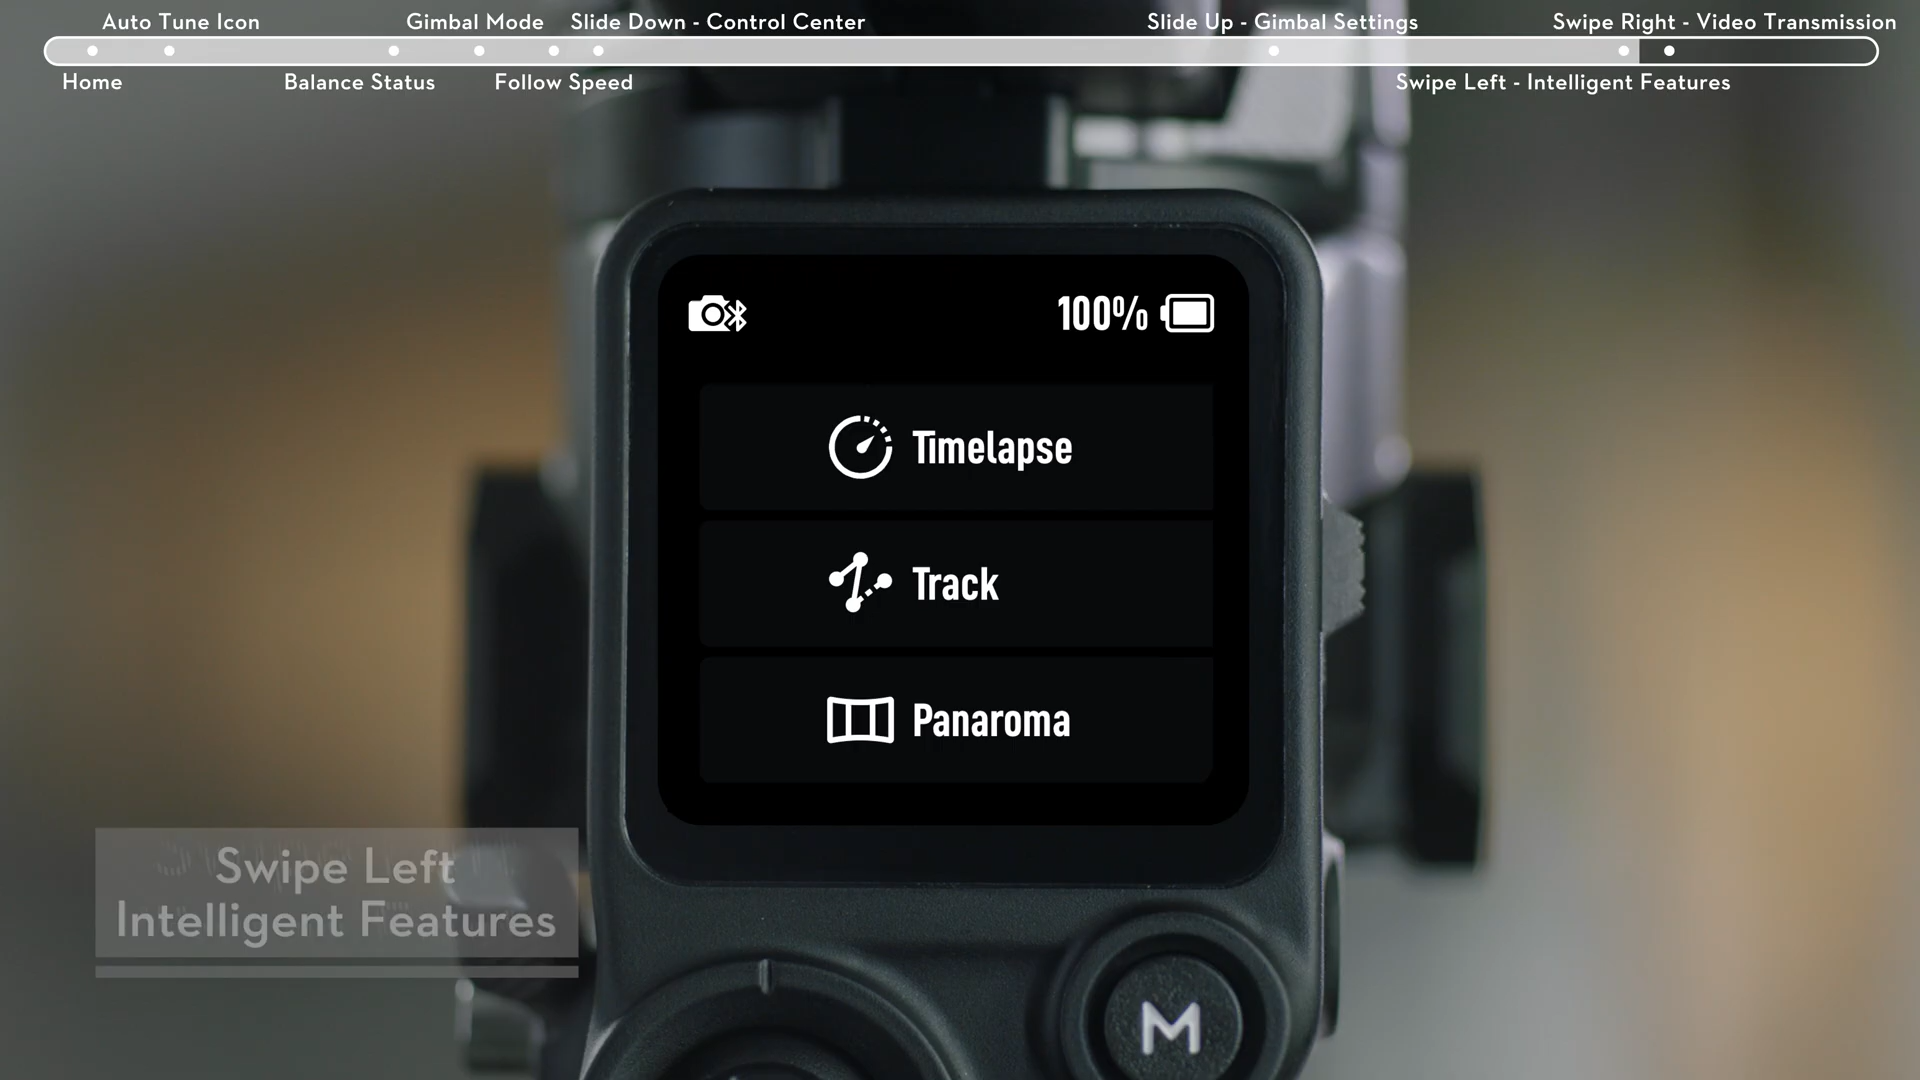 Auto Tune Icon
Gimbal Mode
Slide Down - Control Center
Slide Up - Gimbal Settings
Swipe Right - Video Transmission
Home
Balance Status
Follow Speed
Swipe Left - Intelligent Features
100%
Timelapse
Track
Panaroma
Swipe Left
Intelligent Features
M